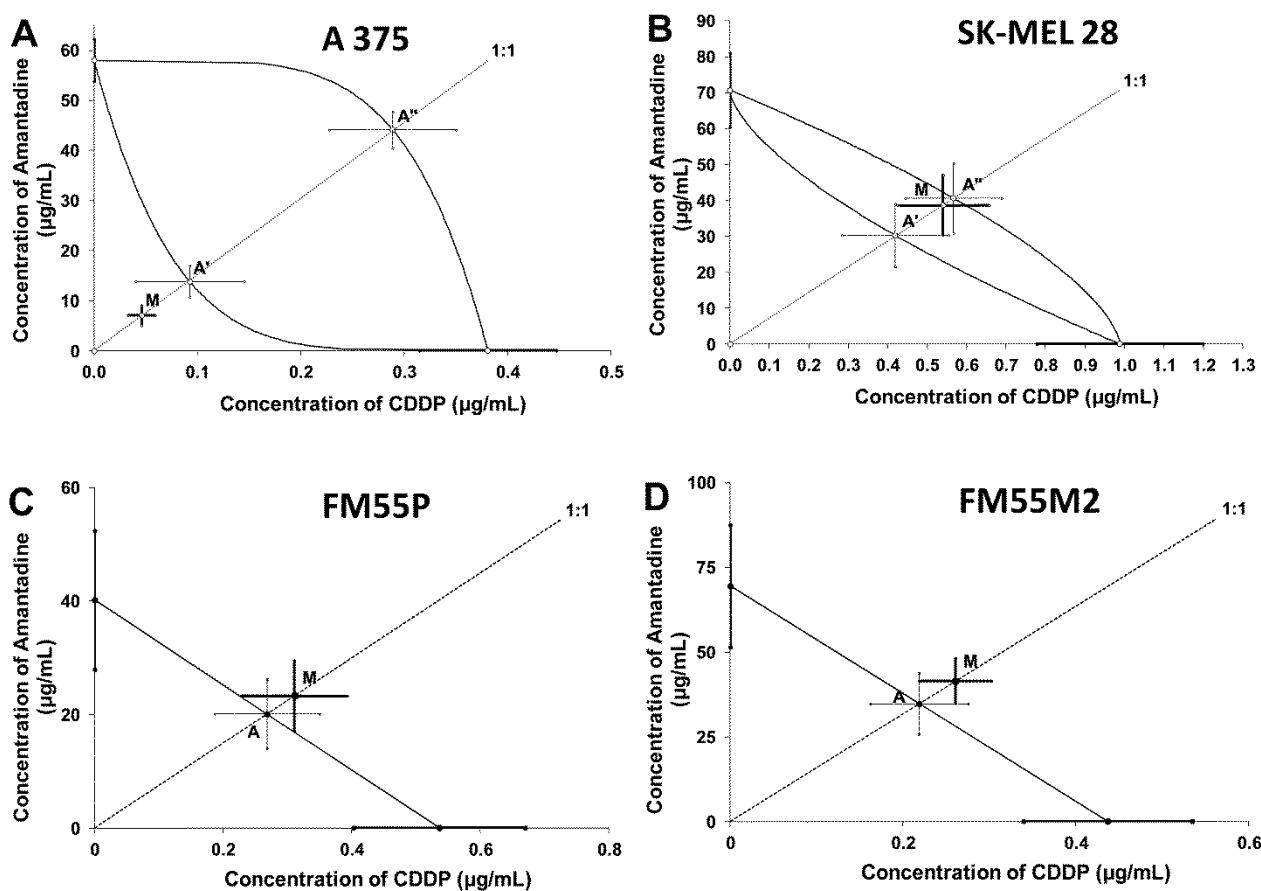 A
A 375
Concentration of Amantadine
(µg/mL)
60
50
40
30
20
10
0
1:1
A"
A'
M
0.0 0.1 0.2 0.3 0.4 0.5
Concentration of CDDP (µg/mL)
B
SK-MEL 28
Concentration of Amantadine
(µg/mL)
90
80
70
60
50
40
30
20
10
0
1:1
M
A"
A'
0.0 0.1 0.2 0.3 0.4 0.5 0.6 0.7 0.8 0.9 1.0 1.1 1.2 1.3
Concentration of CDDP (µg/mL)
C
FM55P
Concentration of Amantadine
(µg/mL)
60
40
20
0
1:1
M
A
0 0.2 0.4 0.6 0.8
Concentration of CDDP (µg/mL)
D
FM55M2
Concentration of Amantadine
(µg/mL)
100
75
50
25
0
1:1
M
A
0 0.2 0.4 0.6
Concentration of CDDP (µg/mL)